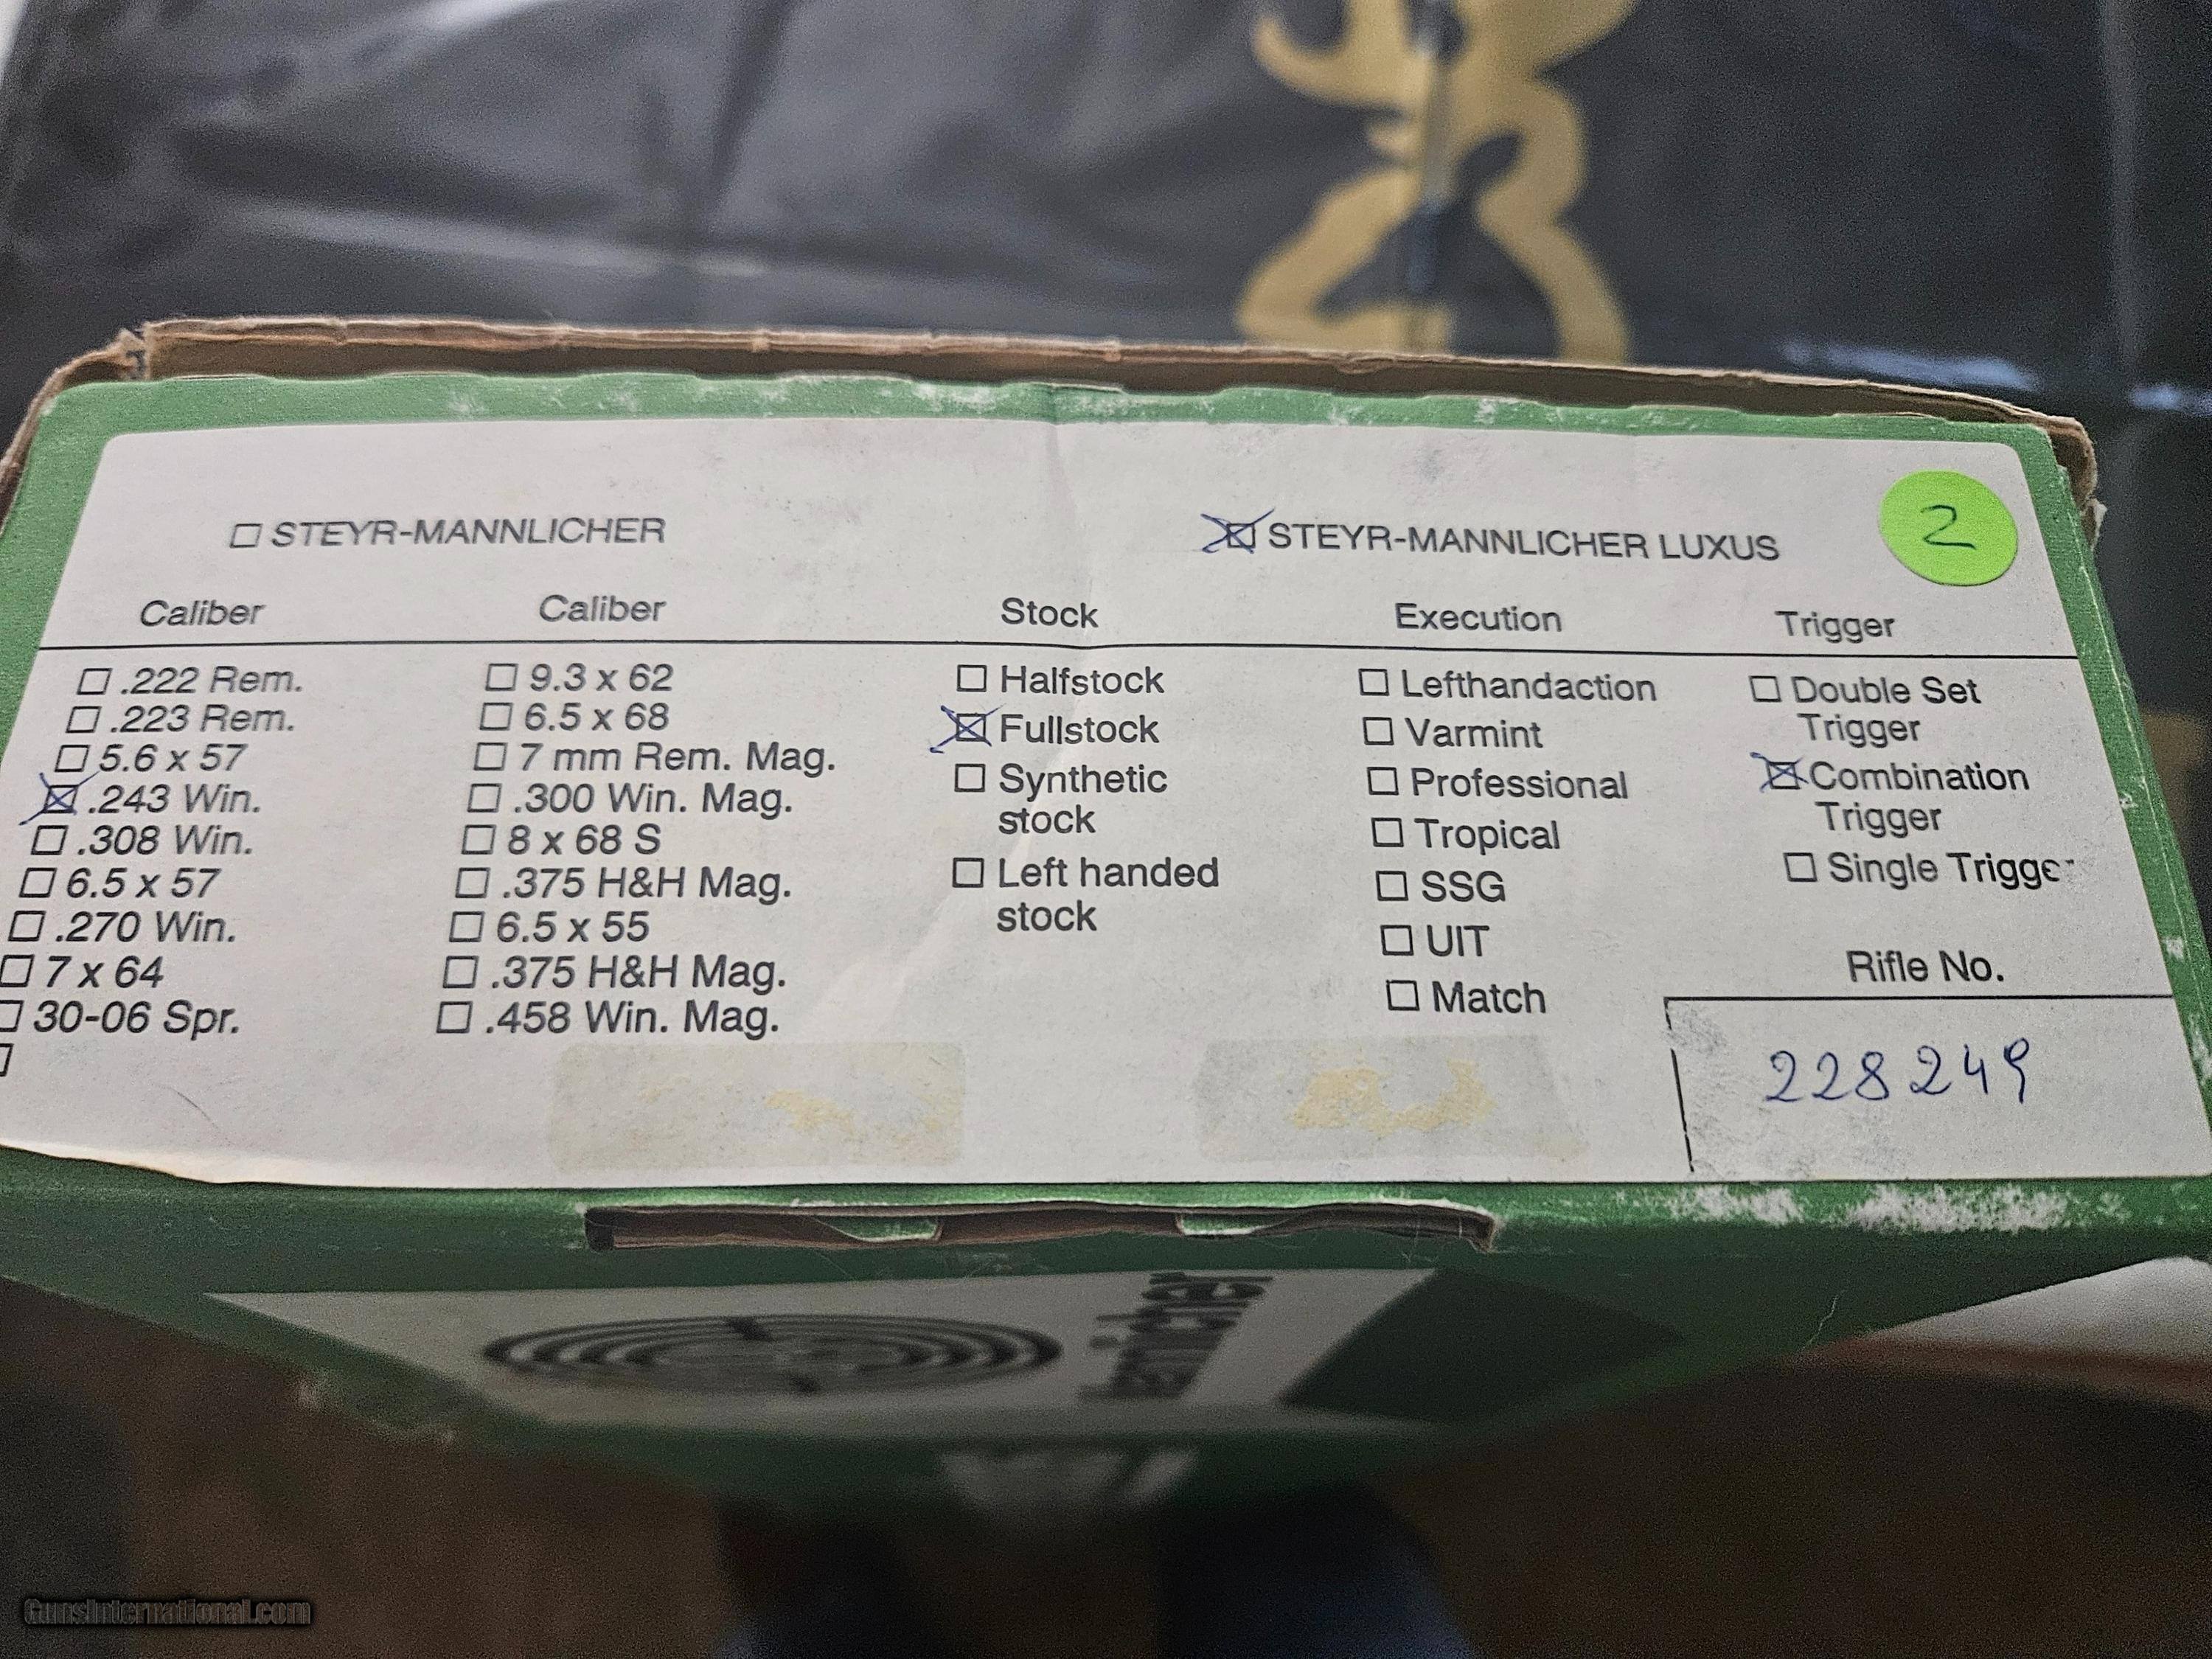 ☐ STEYR-MANNLICHER
☒ STEYR-MANNLICHER LUXUS
2
Caliber
☐ .222 Rem.
☐ .223 Rem.
☐ 5.6 x 57
☒ .243 Win.
☐ .308 Win.
☐ 6.5 x 57
☐ .270 Win.
☐ 7 x 64
☐ 30-06 Spr.
☐
Caliber
☐ 9.3 x 62
☐ 6.5 x 68
☐ 7 mm Rem. Mag.
☐ .300 Win. Mag.
☐ 8 x 68 S
☐ .375 H&H Mag.
☐ 6.5 x 55
☐ .375 H&H Mag.
☐ .458 Win. Mag.
Stock
☐ Halfstock
☒ Fullstock
☐ Synthetic
stock
☐ Left handed
stock
Execution
☐ Lefthandaction
☐ Varmint
☐ Professional
☐ Tropical
☐ SSG
☐ UIT
☐ Match
Trigger
☐ Double Set
Trigger
☒ Combination
Trigger
☐ Single Trigger
Rifle No.
228249
GunsInternational.com